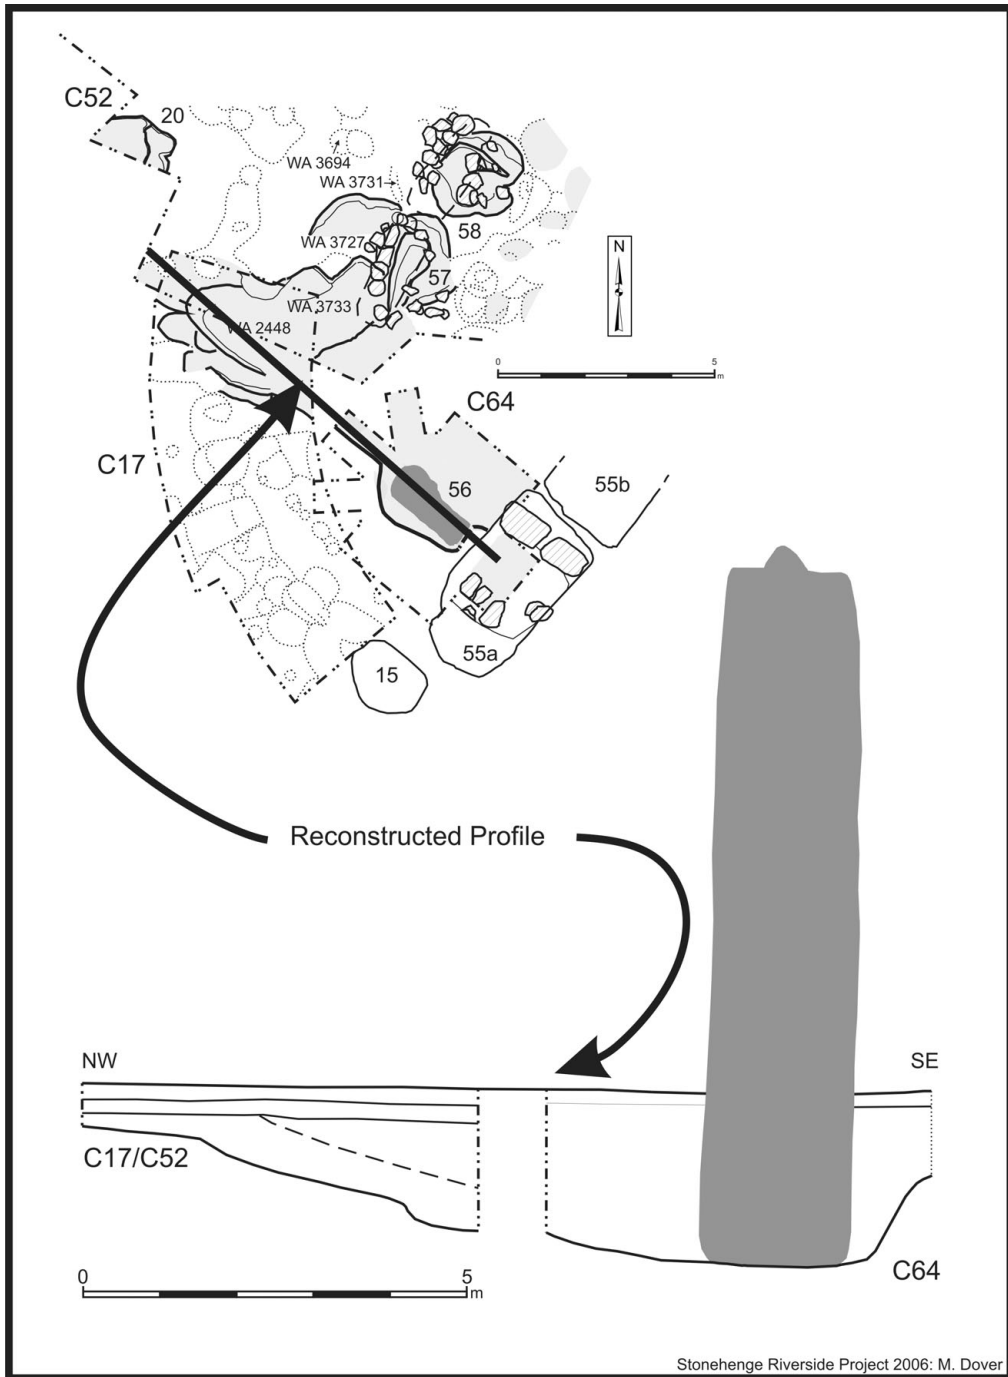 C52
20
WA 3694
WA 3731
WA 3727
58
57
N
WA 3733
WA 2448
0 5
m
C64
C17
56
55b
55a
15
Reconstructed Profile
NW SE
C17/C52
C64
0 5
m
Stonehenge Riverside Project 2006: M. Dover